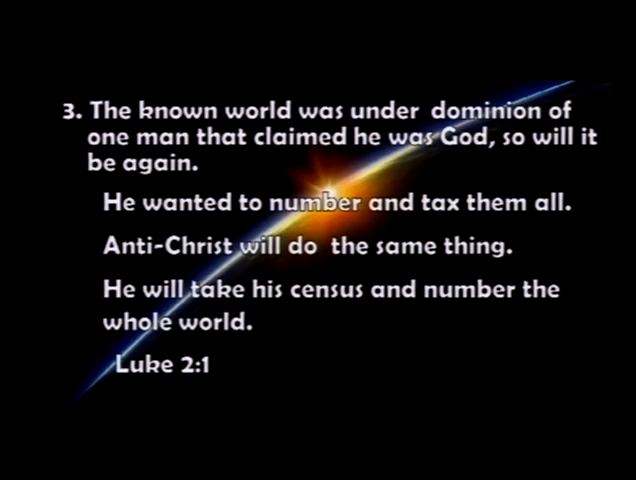 3. The known world was under dominion of
one man that claimed he was God, so will it
be again.
He wanted to number and tax them all.
Anti-Christ will do the same thing.
He will take his census and number the
whole world.
Luke 2:1